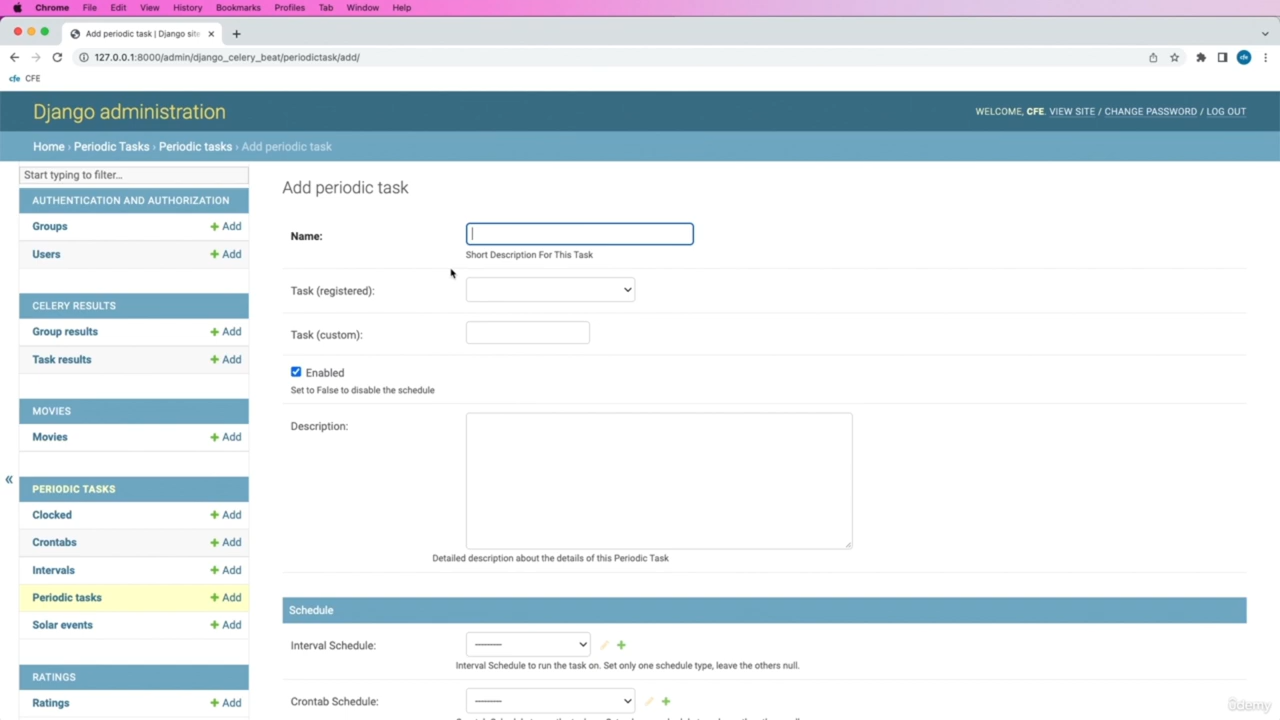 Chrome File Edit View History Bookmarks Profiles Tab Window Help
Add periodic task | Django site
127.0.0.1:8000/admin/django_celery_beat/periodictask/add/
cfe
cfe CFE
Django administration
WELCOME, CFE. VIEW SITE / CHANGE PASSWORD / LOG OUT
Home › Periodic Tasks › Periodic tasks › Add periodic task
Start typing to filter...
AUTHENTICATION AND AUTHORIZATION
Groups + Add
Users + Add
CELERY RESULTS
Group results + Add
Task results + Add
MOVIES
Movies + Add
«
PERIODIC TASKS
Clocked + Add
Crontabs + Add
Intervals + Add
Periodic tasks + Add
Solar events + Add
RATINGS
Ratings + Add
Add periodic task
Name:
Short Description For This Task
Task (registered):
Task (custom):
Enabled
Set to False to disable the schedule
Description:
Detailed description about the details of this Periodic Task
Schedule
Interval Schedule: ---------
Interval Schedule to run the task on. Set only one schedule type, leave the others null.
Crontab Schedule: ---------
ûdemy